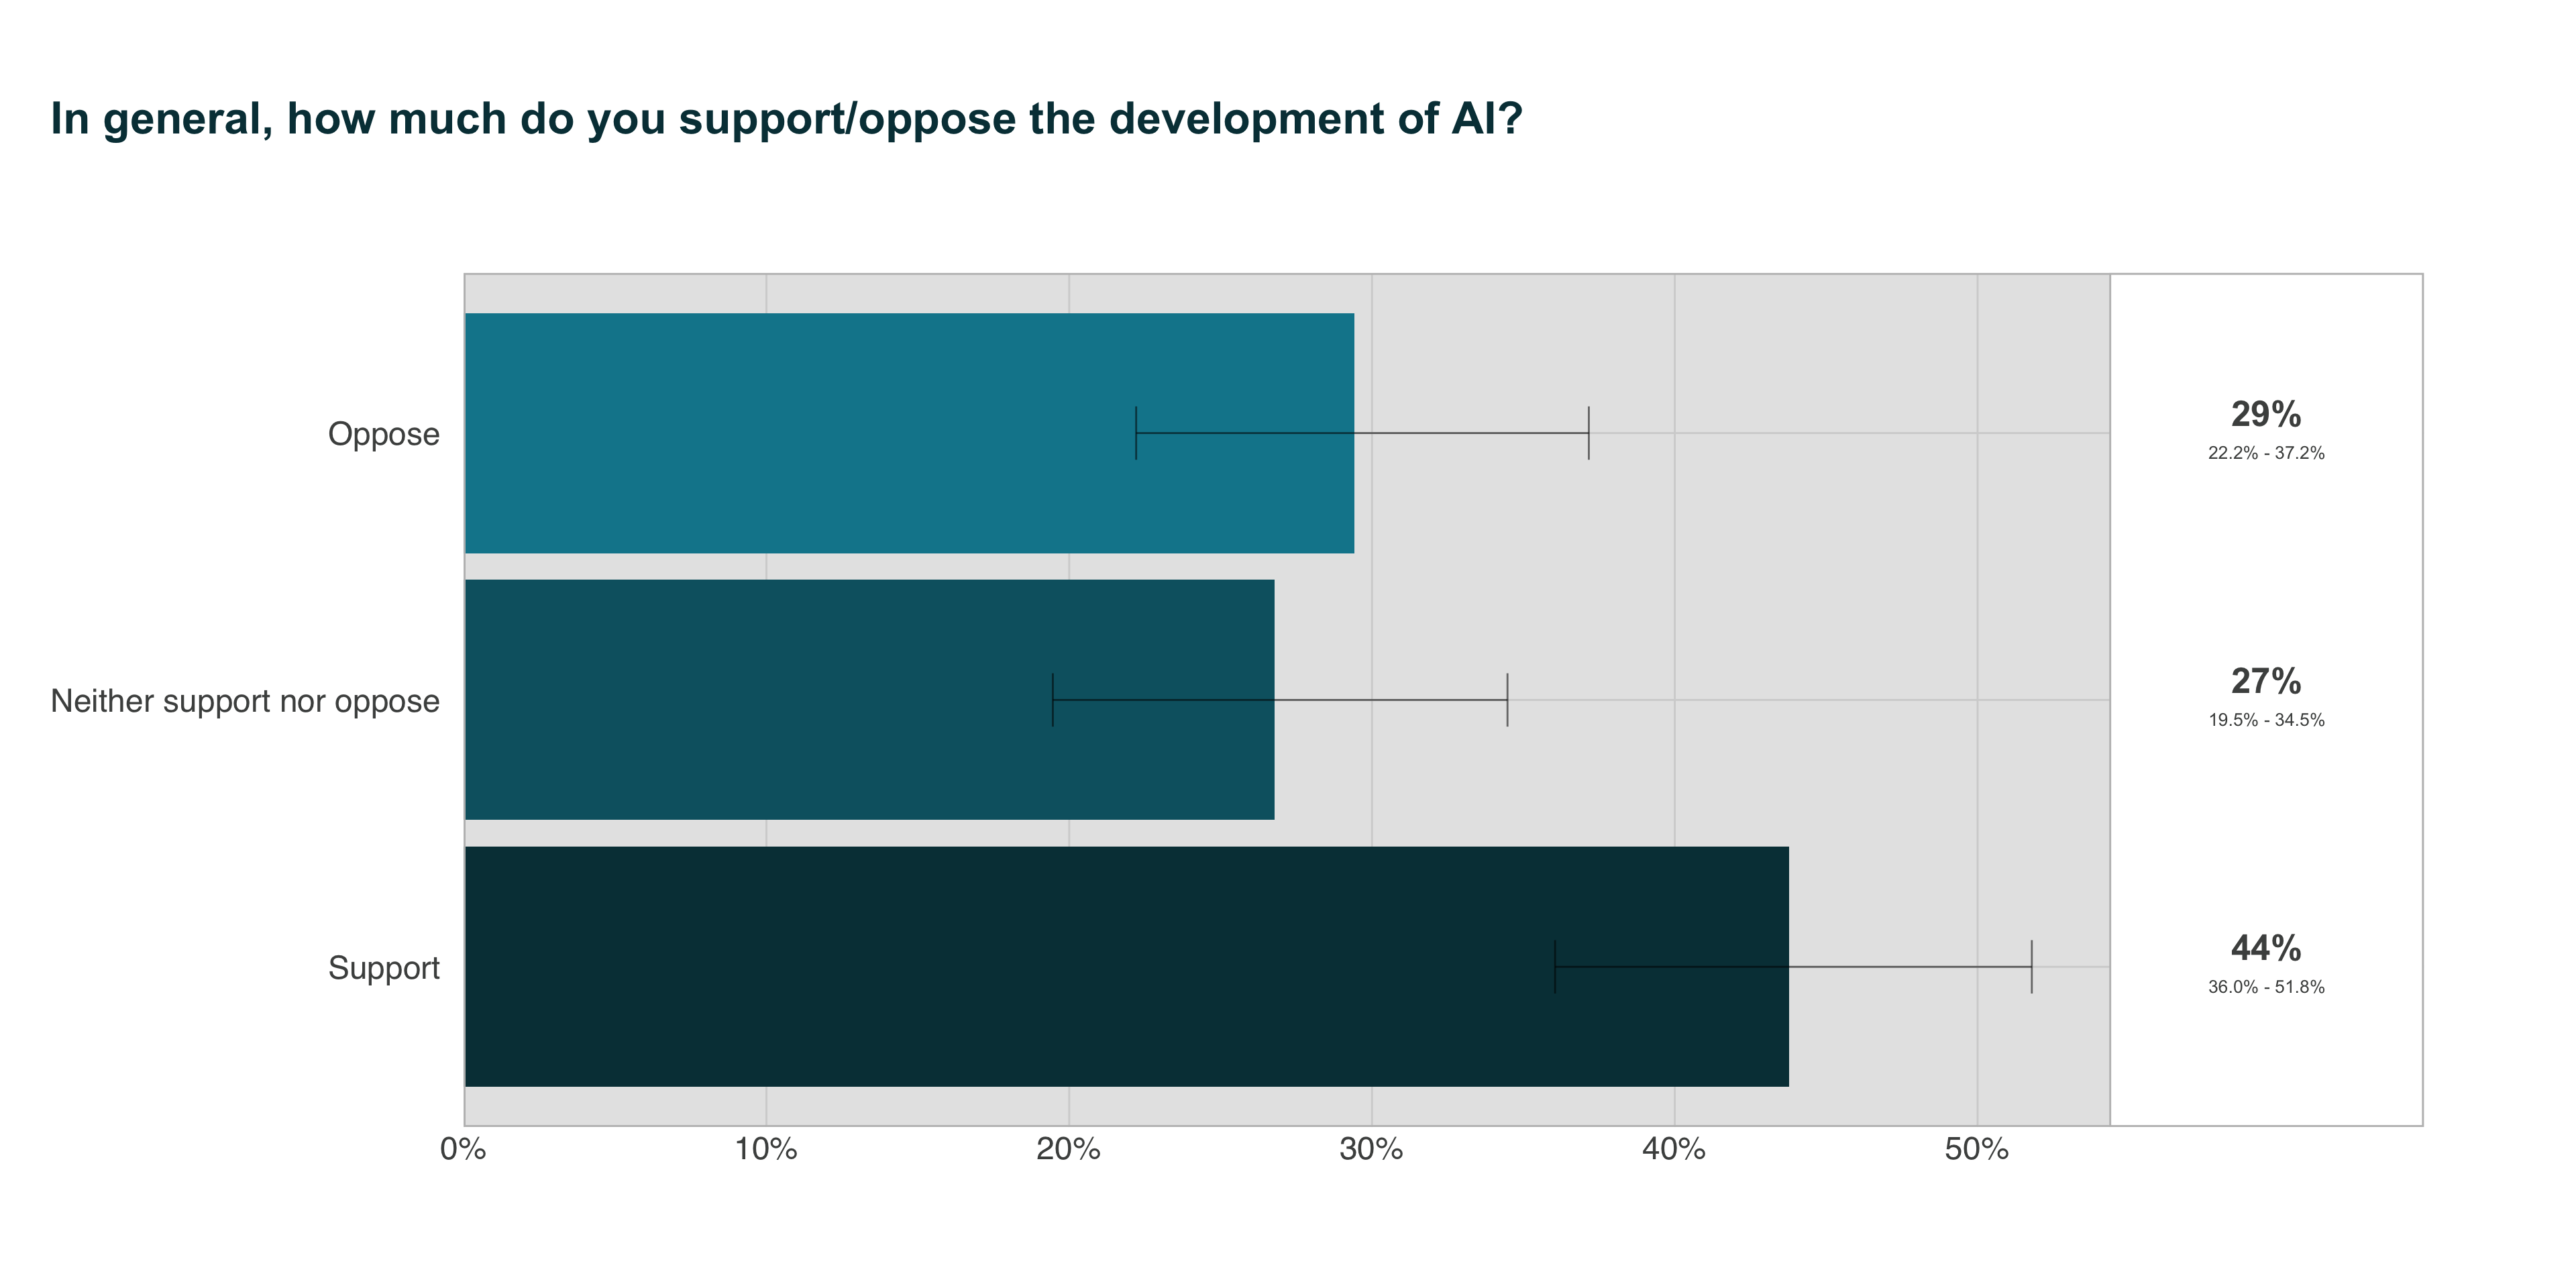 In general, how much do you support/oppose the development of AI?
Oppose
29%
22.2% - 37.2%
Neither support nor oppose
27%
19.5% - 34.5%
Support
44%
36.0% - 51.8%
0% 10% 20% 30% 40% 50%